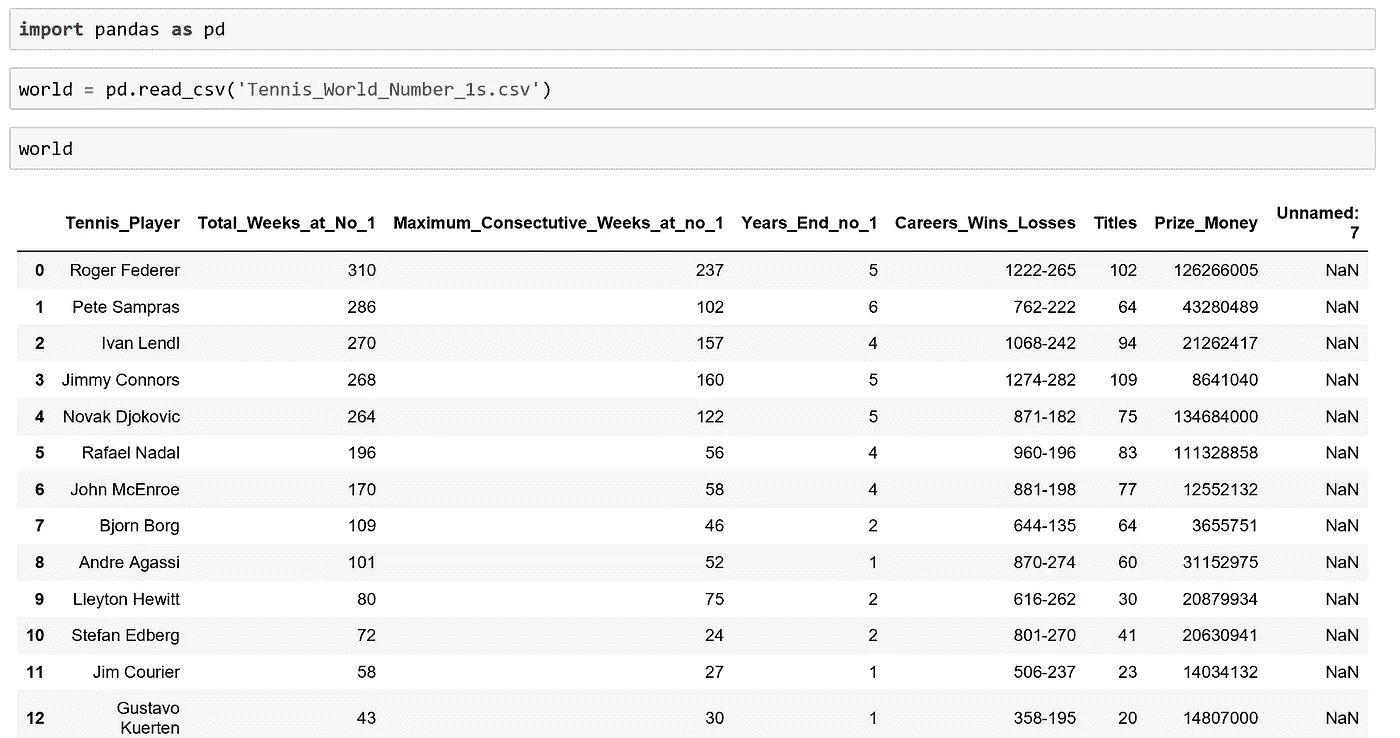 import pandas as pd
world = pd.read_csv('Tennis_World_Number_1s.csv')
world
Unnamed:
Tennis_Player Total_Weeks_at_No_1 Maximum_Consectutive_Weeks_at_no_1 Years_End_no_1 Careers_Wins_Losses Titles Prize_Money
7
0 Roger Federer 310 237 5 1222-265 102 126266005 NaN
1 Pete Sampras 286 102 6 762-222 64 43280489 NaN
2 Ivan Lendl 270 157 4 1068-242 94 21262417 NaN
3 Jimmy Connors 268 160 5 1274-282 109 8641040 NaN
4 Novak Djokovic 264 122 5 871-182 75 134684000 NaN
5 Rafael Nadal 196 56 4 960-196 83 111328858 NaN
6 John McEnroe 170 58 4 881-198 77 12552132 NaN
7 Bjorn Borg 109 46 2 644-135 64 3655751 NaN
8 Andre Agassi 101 52 1 870-274 60 31152975 NaN
9 Lleyton Hewitt 80 75 2 616-262 30 20879934 NaN
10 Stefan Edberg 72 24 2 801-270 41 20630941 NaN
11 Jim Courier 58 27 1 506-237 23 14034132 NaN
Gustavo
12 43 30 1 358-195 20 14807000 NaN
Kuerten